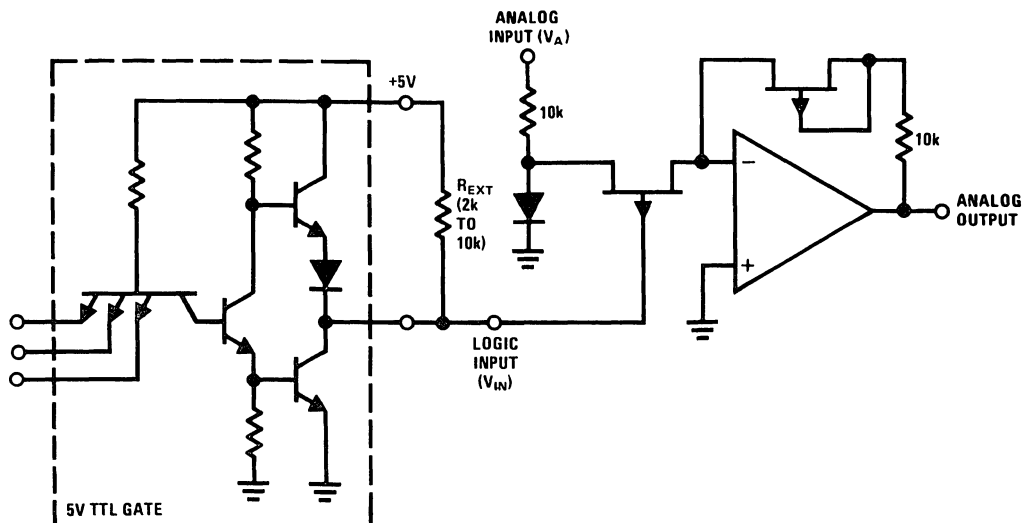 ANALOG
INPUT (VA)
+5V
10k
10k
REXT
(2k
TO
10k)
−
+
ANALOG
OUTPUT
LOGIC
INPUT
(VIN)
5V TTL GATE